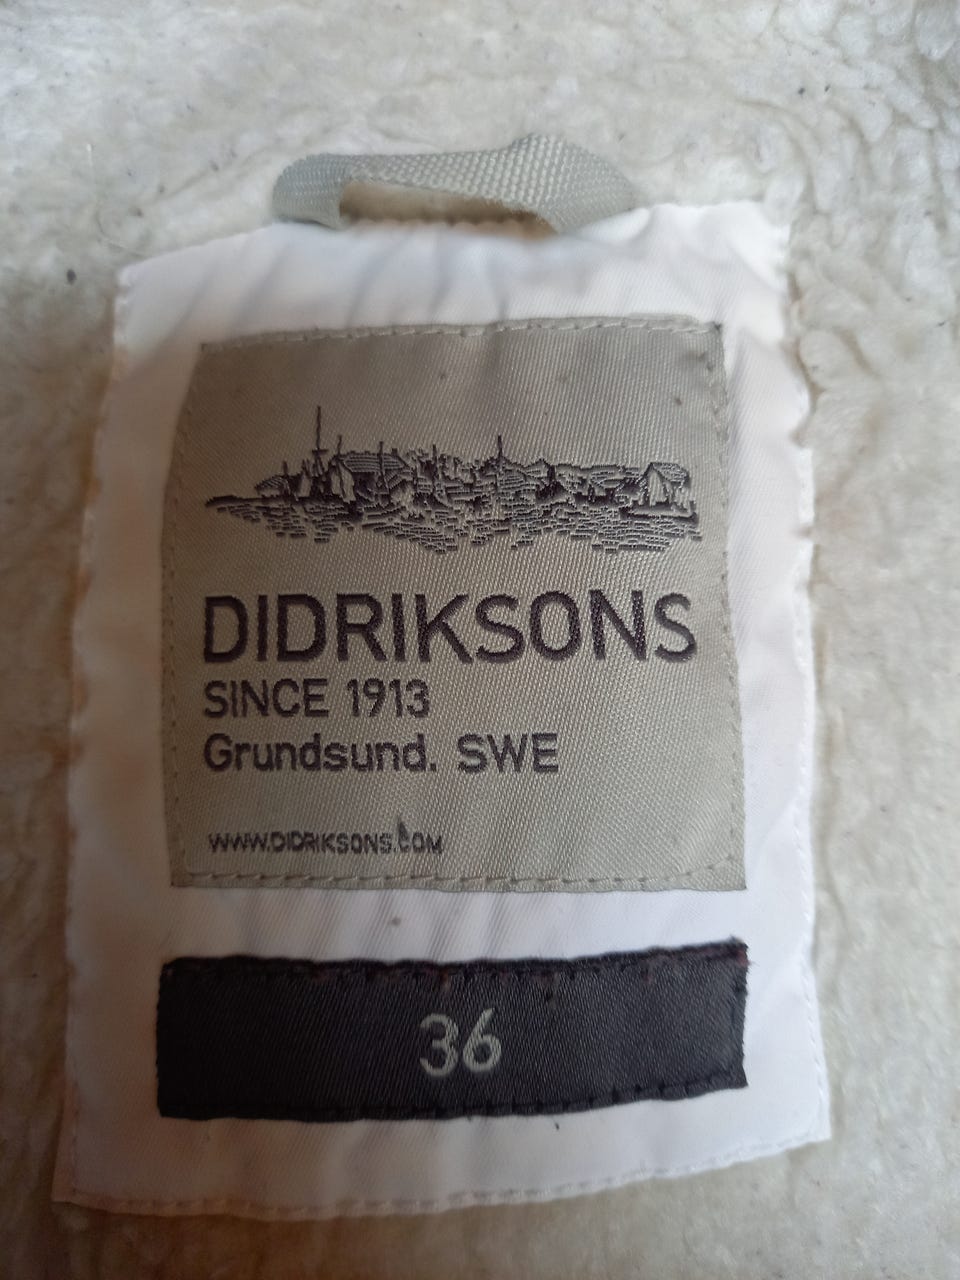 DIDRIKSONS
SINCE 1913
Grundsund. SWE
WWW.DIDRIKSONS.COM
36